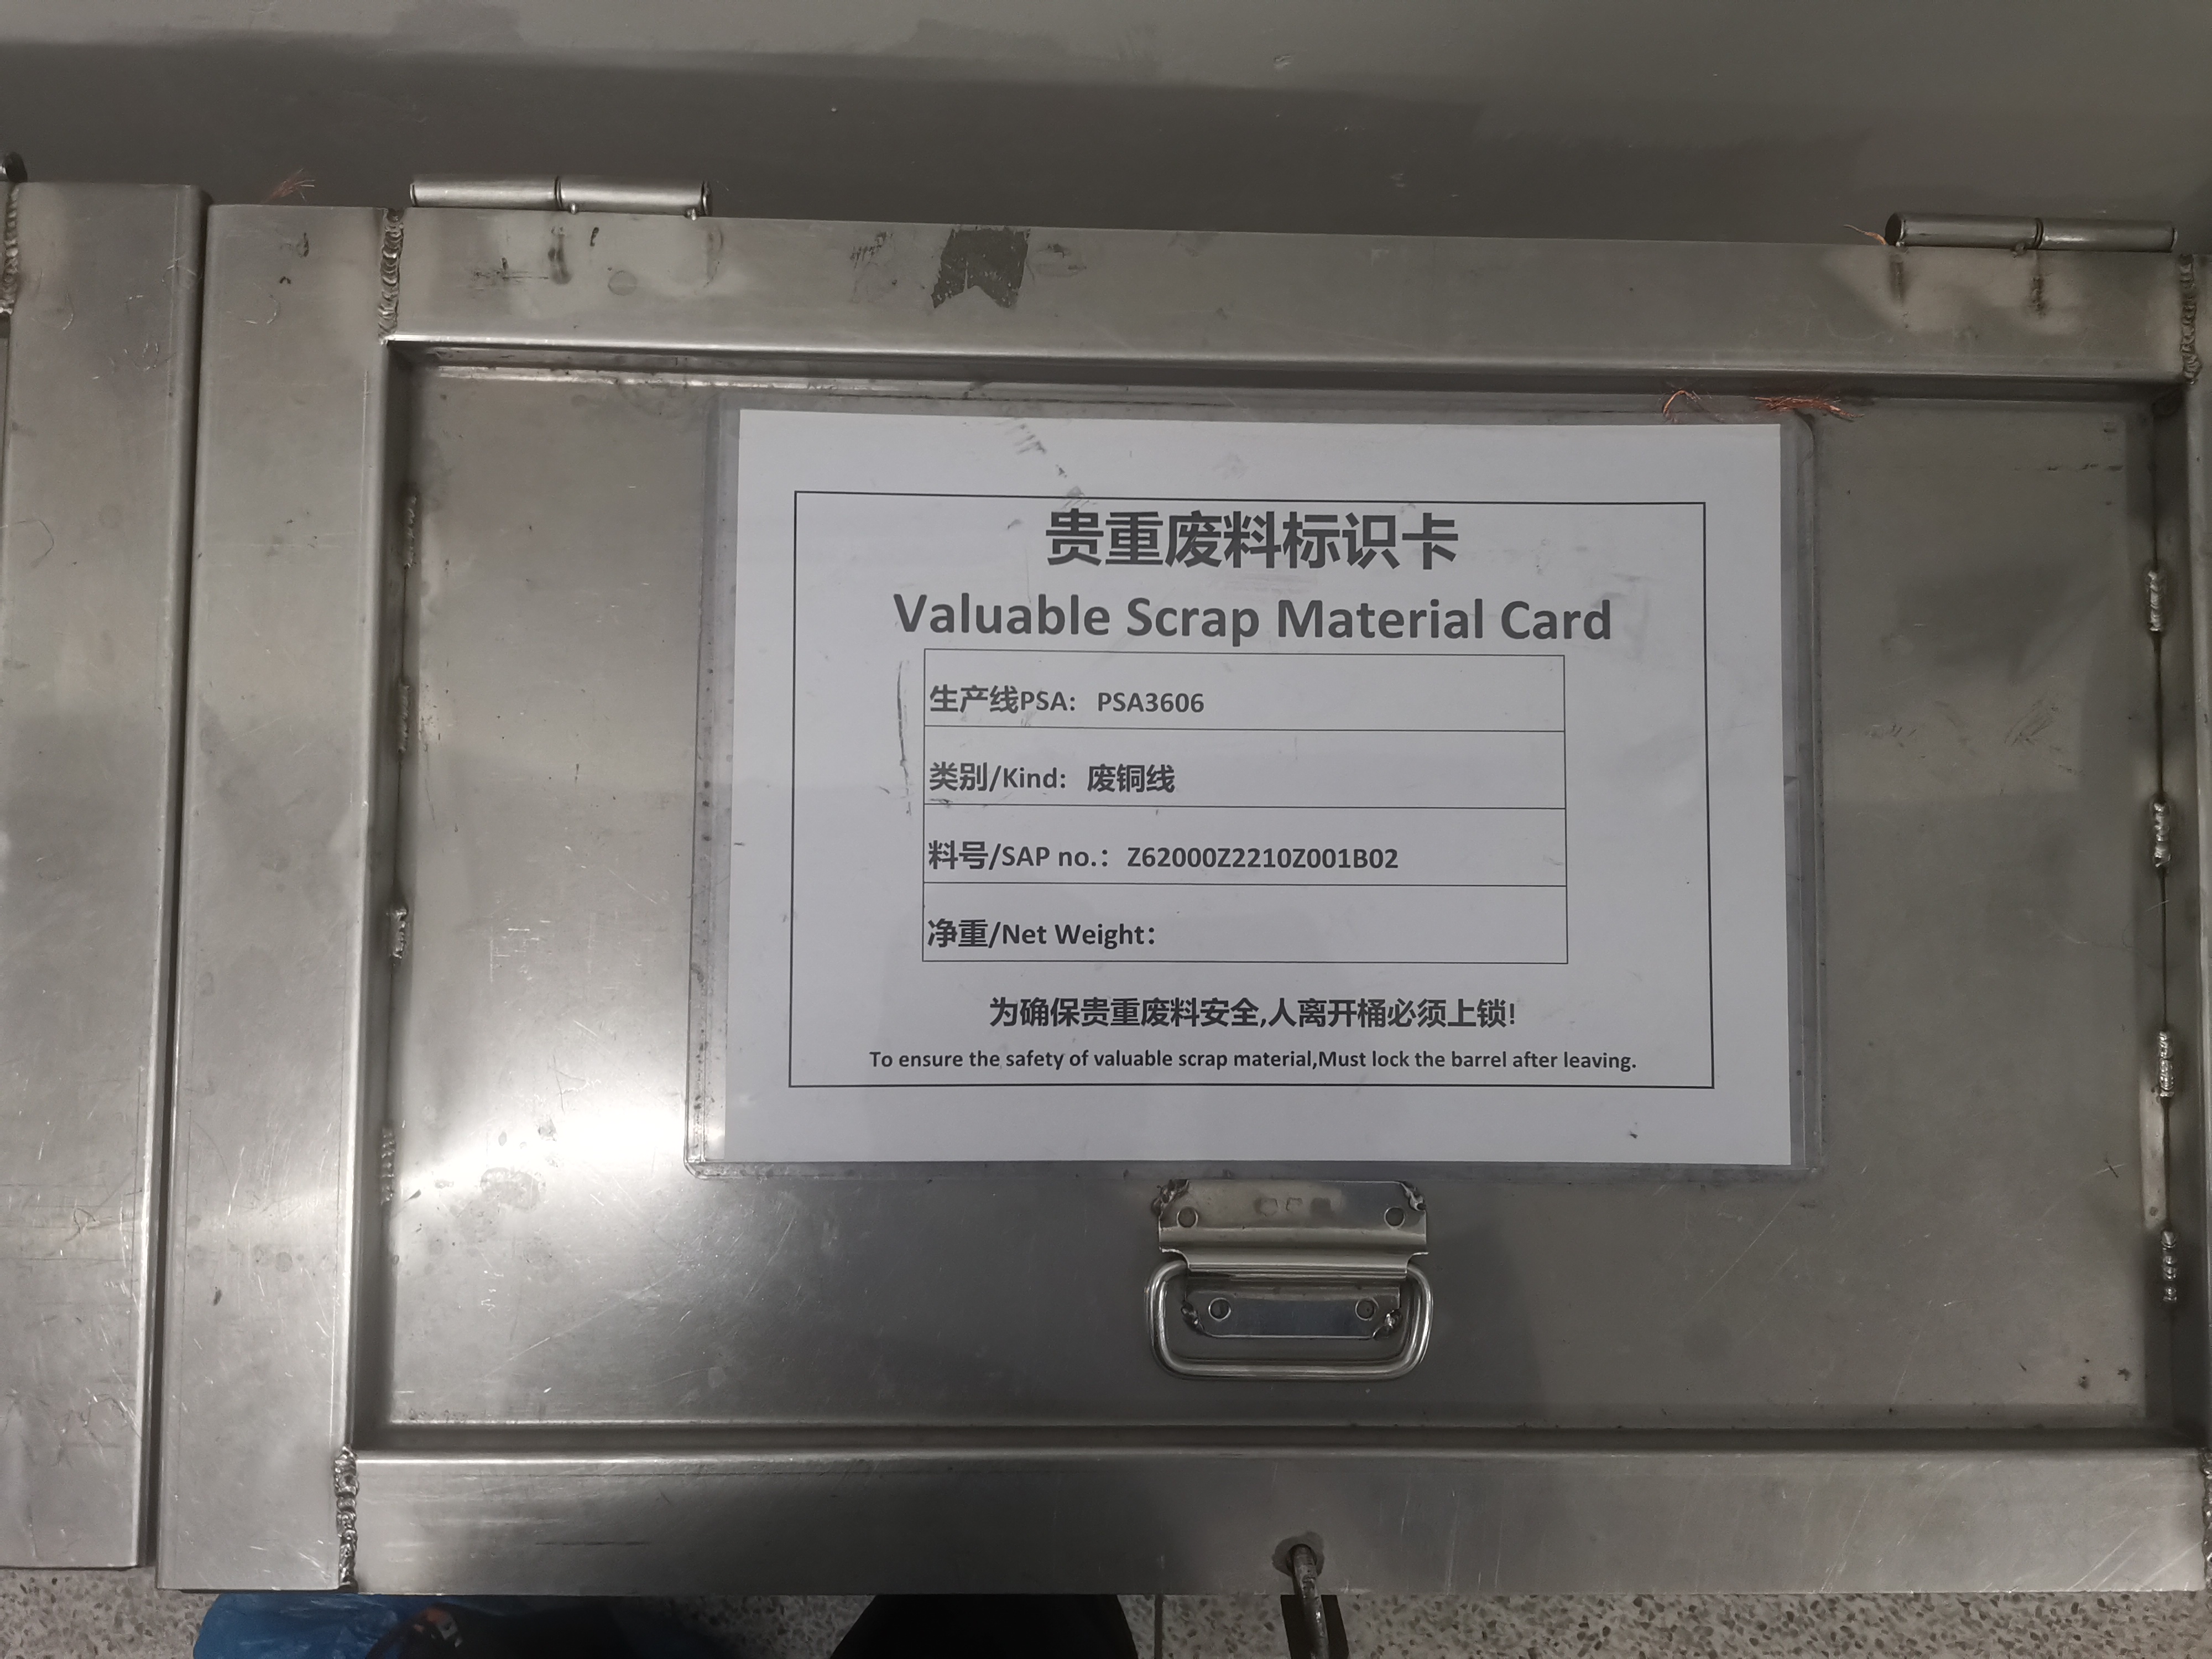 贵重废料标识卡
Valuable Scrap Material Card
生产线PSA: PSA3606
类别/Kind: 废铜线
料号/SAP no.: Z62000Z2210Z001B02
净重/Net Weight:
为确保贵重废料安全,人离开桶必须上锁!
To ensure the safety of valuable scrap material,Must lock the barrel after leaving.